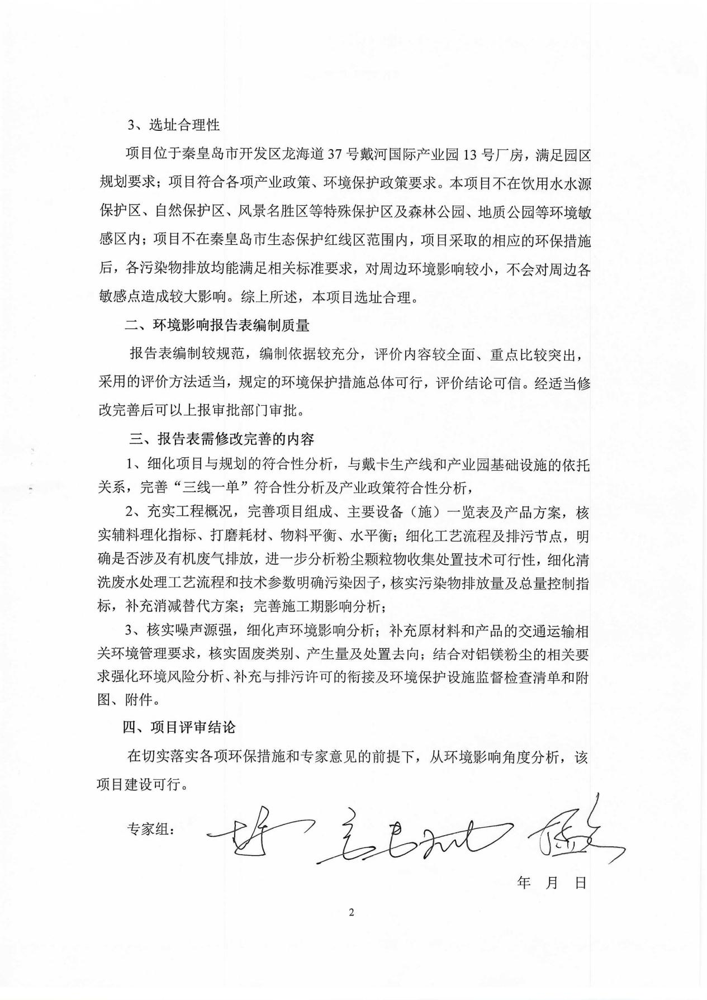 3、选址合理性
项目位于秦皇岛市开发区龙海道 37 号戴河国际产业园 13 号厂房，满足园区
规划要求；项目符合各项产业政策、环境保护政策要求。本项目不在饮用水水源
保护区、自然保护区、风景名胜区等特殊保护区及森林公园、地质公园等环境敏
感区内；项目不在秦皇岛市生态保护红线区范围内，项目采取的相应的环保措施
后，各污染物排放均能满足相关标准要求，对周边环境影响较小，不会对周边各
敏感点造成较大影响。综上所述，本项目选址合理。
二、环境影响报告表编制质量
报告表编制较规范，编制依据较充分，评价内容较全面、重点比较突出，
采用的评价方法适当，规定的环境保护措施总体可行，评价结论可信。经适当修
改完善后可以上报审批部门审批。
三、报告表需修改完善的内容
1、细化项目与规划的符合性分析，与戴卡生产线和产业园基础设施的依托
关系，完善“三线一单”符合性分析及产业政策符合性分析，
2、充实工程概况，完善项目组成、主要设备（施）一览表及产品方案，核
实辅料理化指标、打磨耗材、物料平衡、水平衡；细化工艺流程及排污节点，明
确是否涉及有机废气排放，进一步分析粉尘颗粒物收集处置技术可行性，细化清
洗废水处理工艺流程和技术参数明确污染因子，核实污染物排放量及总量控制指
标，补充消减替代方案；完善施工期影响分析；
3、核实噪声源强，细化声环境影响分析；补充原材料和产品的交通运输相
关环境管理要求，核实固废类别、产生量及处置去向；结合对铝镁粉尘的相关要
求强化环境风险分析、补充与排污许可的衔接及环境保护设施监督检查清单和附
图、附件。
四、项目评审结论
在切实落实各项环保措施和专家意见的前提下，从环境影响角度分析，该
项目建设可行。
专家组：
年 月 日
2